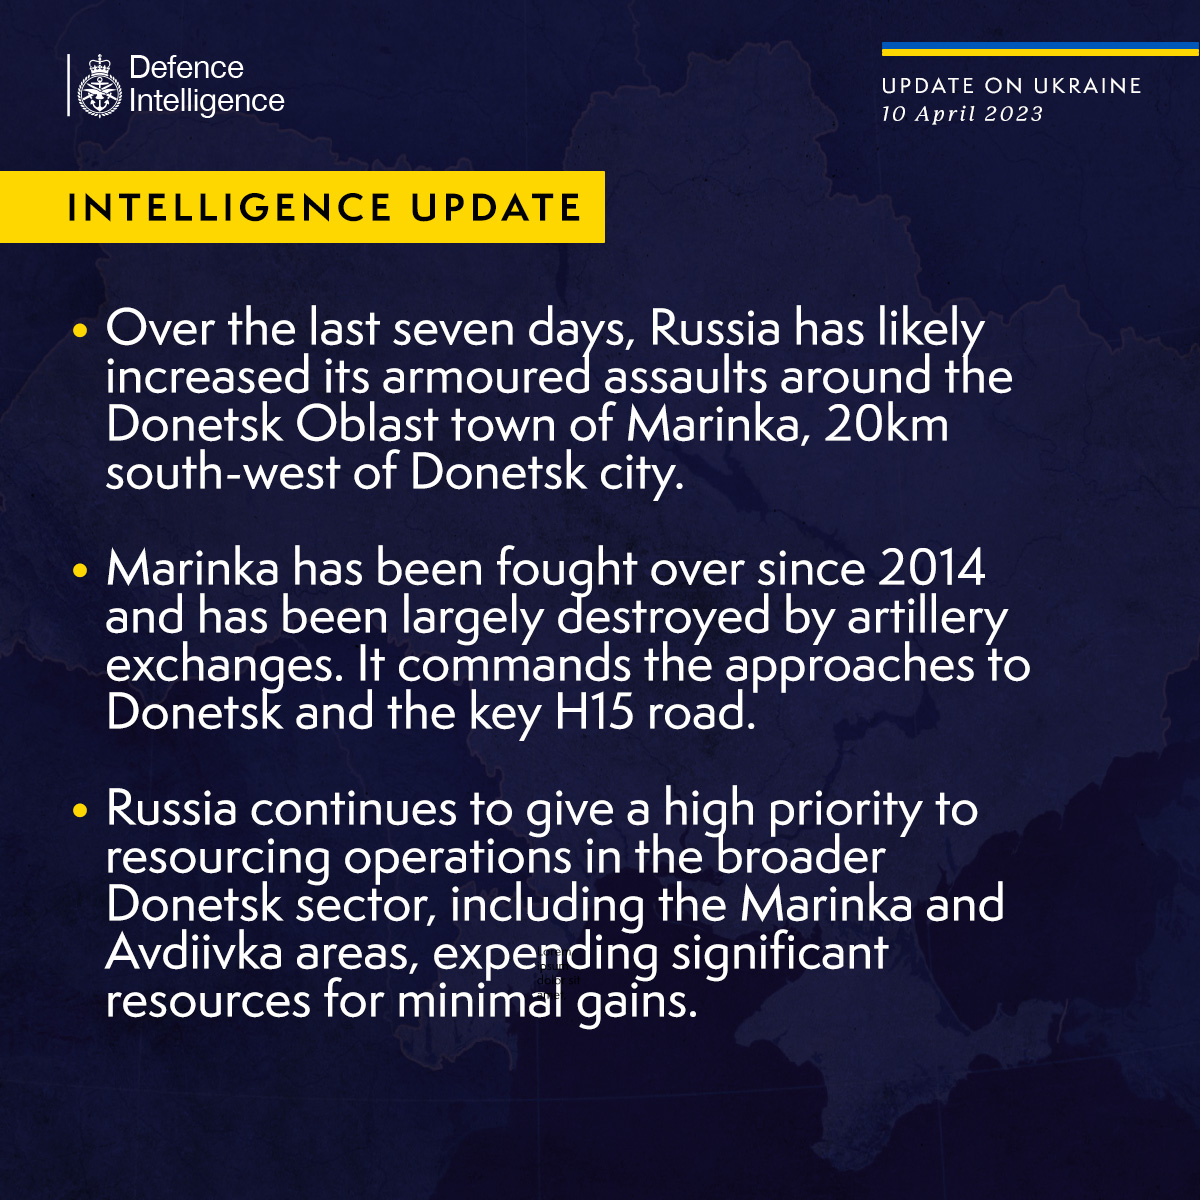 Defence
Intelligence
UPDATE ON UKRAINE
10 April 2023
INTELLIGENCE UPDATE
• Over the last seven days, Russia has likely
increased its armoured assaults around the
Donetsk Oblast town of Marinka, 20km
south-west of Donetsk city.
• Marinka has been fought over since 2014
and has been largely destroyed by artillery
exchanges. It commands the approaches to
Donetsk and the key H15 road.
• Russia continues to give a high priority to
resourcing operations in the broader
Donetsk sector, including the Marinka and
Avdiivka areas, expending significant
resources for minimal gains.